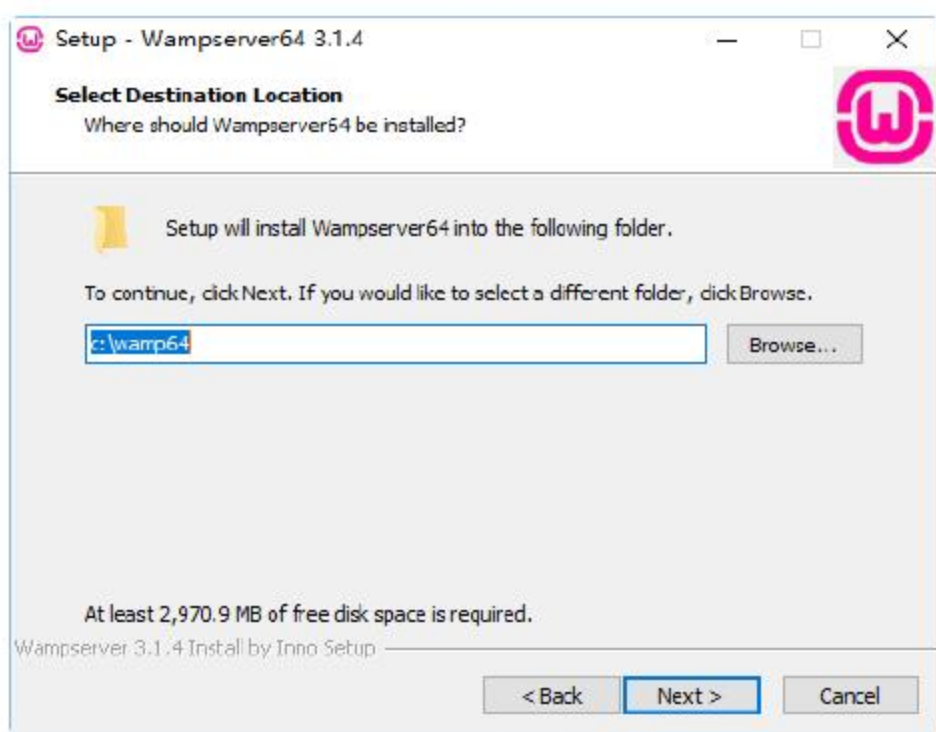 Setup - Wampserver64 3.1.4
Select Destination Location
Where should Wampserver64 be installed?
Setup will install Wampserver64 into the following folder.
To continue, click Next. If you would like to select a different folder, click Browse.
c:\wamp64
Browse...
At least 2,970.9 MB of free disk space is required.
Wampserver 3.1.4 Install by Inno Setup
< Back
Next >
Cancel